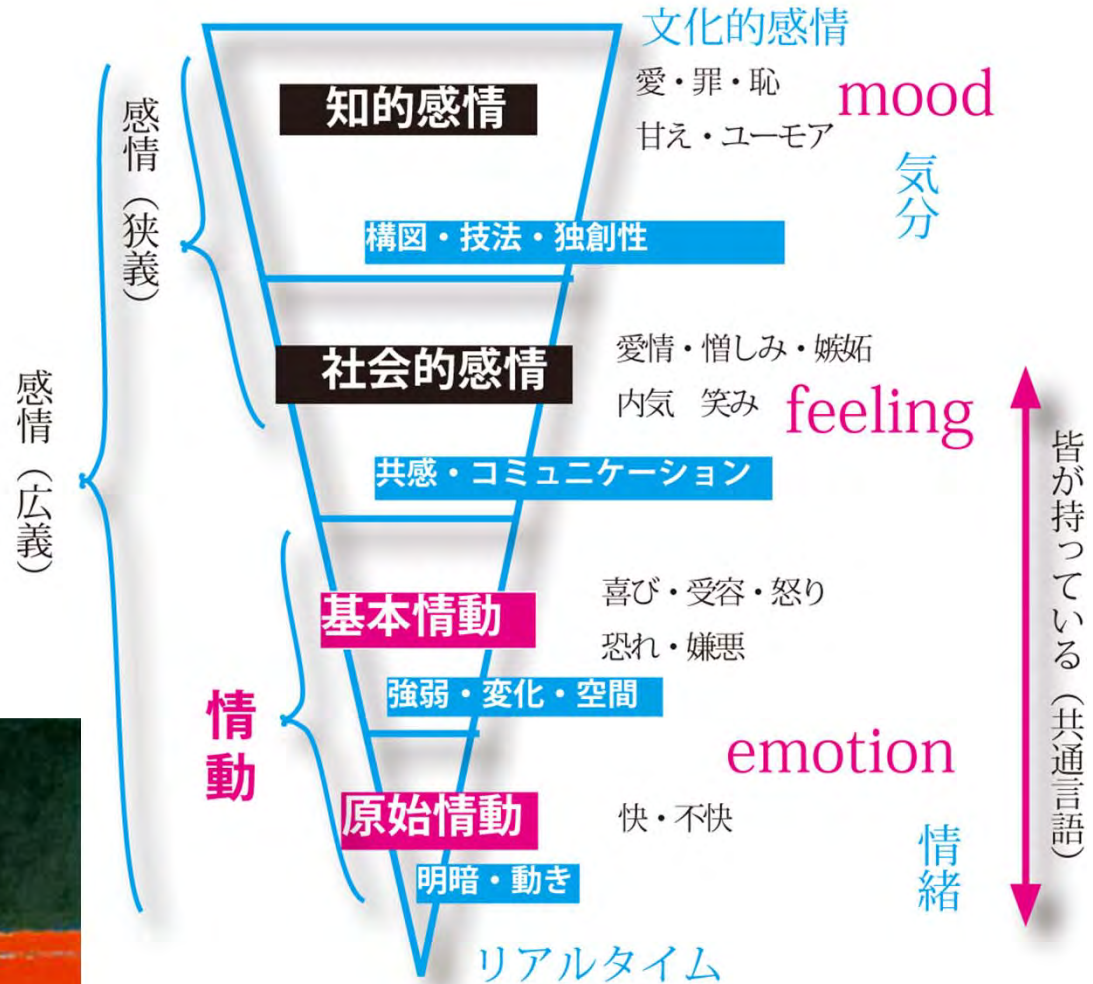 文化的感情
知的感情
愛・罪・恥
甘え・ユーモア
mood
気分
構図・技法・独創性
感情（狭義）
社会的感情
愛情・憎しみ・嫉妬
内気　笑み
feeling
共感・コミュニケーション
感情（広義）
皆が持っている（共通言語）
基本情動
喜び・受容・怒り
恐れ・嫌悪
強弱・変化・空間
情動
emotion
原始情動
快・不快
情緒
明暗・動き
リアルタイム